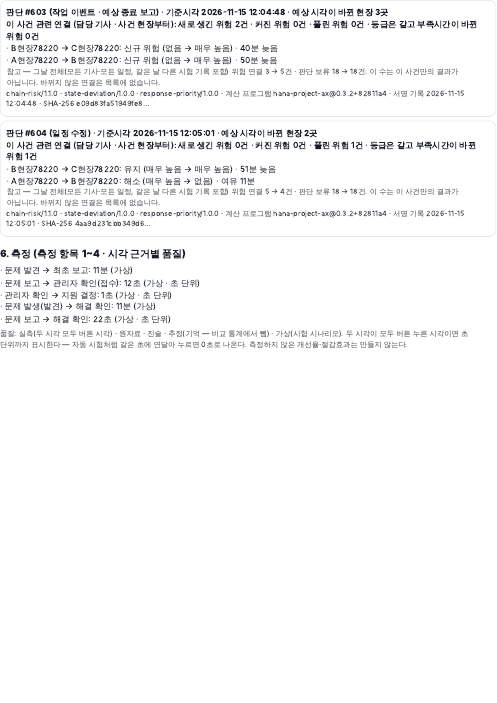 판단 #603 (작업 이벤트 · 예상 종료 보고) · 기준시각 2026-11-15 12:04:48 · 예상 시각이 바뀐 현장 3곳
이 사건 관련 연결 (담당 기사 · 사건 현장부터): 새로 생긴 위험 2건 · 커진 위험 0건 · 풀린 위험 0건 · 등급은 같고 부족시간이 바뀐
위험 0건
· B현장78220 → C현장78220: 신규 위험 (없음 → 매우 높음) · 40분 늦음
· A현장78220 → B현장78220: 신규 위험 (없음 → 매우 높음) · 50분 늦음
참고 — 그날 전체(모든 기사·모든 일정, 같은 날 다른 시험 기록 포함) 위험 연결 3 → 5건 · 판단 보류 18 → 18건. 이 수는 이 사건만의 결과가
아닙니다. 바뀌지 않은 연결은 목록에 없습니다.
chain-risk/1.1.0 · state-deviation/1.0.0 · response-priority/1.0.0 · 계산 프로그램 hana-project-ax@0.3.2+82811a4 · 서명 기록 2026-11-15
12:04:48 · SHA-256 e09d83fa51949fe8…
판단 #604 (일정 수정) · 기준시각 2026-11-15 12:05:01 · 예상 시각이 바뀐 현장 2곳
이 사건 관련 연결 (담당 기사 · 사건 현장부터): 새로 생긴 위험 0건 · 커진 위험 0건 · 풀린 위험 1건 · 등급은 같고 부족시간이 바뀐
위험 1건
· B현장78220 → C현장78220: 유지 (매우 높음 → 매우 높음) · 51분 늦음
· A현장78220 → B현장78220: 해소 (매우 높음 → 없음) · 여유 11분
참고 — 그날 전체(모든 기사·모든 일정, 같은 날 다른 시험 기록 포함) 위험 연결 5 → 4건 · 판단 보류 18 → 18건. 이 수는 이 사건만의 결과가
아닙니다. 바뀌지 않은 연결은 목록에 없습니다.
chain-risk/1.1.0 · state-deviation/1.0.0 · response-priority/1.0.0 · 계산 프로그램 hana-project-ax@0.3.2+82811a4 · 서명 기록 2026-11-15
12:05:01 · SHA-256 4aa9d231cbb349d6…
6. 측정 (측정 항목 1~4 · 시각 근거별 품질)
· 문제 발견 → 최초 보고: 11분 (가상)
· 문제 보고 → 관리자 확인(접수): 12초 (가상 · 초 단위)
· 관리자 확인 → 지원 결정: 1초 (가상 · 초 단위)
· 문제 발생(발견) → 해결 확인: 11분 (가상)
· 문제 보고 → 해결 확인: 22초 (가상 · 초 단위)
품질: 실측(두 시각 모두 버튼 시각) · 원자료 · 진술 · 추정(기억 — 비교 통계에서 뺌) · 가상(시험 시나리오). 두 시각이 모두 버튼 누른 시각이면 초
단위까지 표시한다 — 자동 시험처럼 같은 초에 연달아 누르면 0초로 나온다. 측정하지 않은 개선율·절감효과는 만들지 않는다.